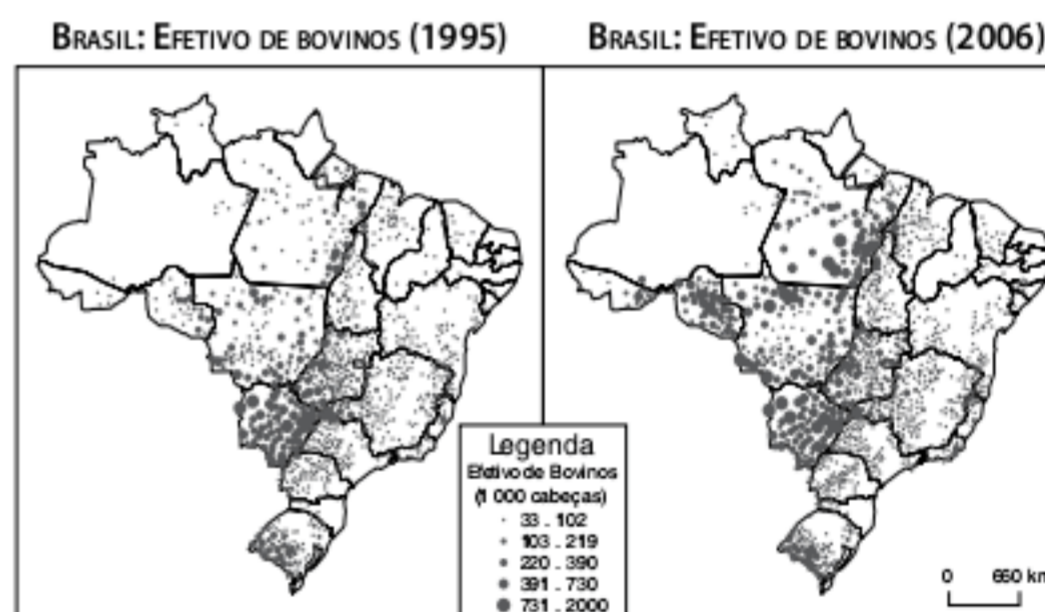 BRASIL: EFETIVO DE BOVINOS (1995)
BRASIL: EFETIVO DE BOVINOS (2006)
Legenda
Efetivo de Bovinos
(1 000 cabeças)
33 . 102
103 . 219
220 . 390
391 . 730
731 . 2000
0 660 km